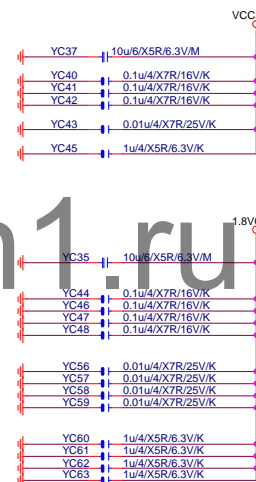 VCC
YC37 10u/6/X5R/6.3V/M
YC40 0.1u/4/X7R/16V/K
YC41 0.1u/4/X7R/16V/K
YC42 0.1u/4/X7R/16V/K
YC43 0.01u/4/X7R/25V/K
YC45 1u/4/X5R/6.3V/K
n1.ru
1.8V
YC35 10u/6/X5R/6.3V/M
YC44 0.1u/4/X7R/16V/K
YC46 0.1u/4/X7R/16V/K
YC47 0.1u/4/X7R/16V/K
YC48 0.1u/4/X7R/16V/K
YC56 0.01u/4/X7R/25V/K
YC57 0.01u/4/X7R/25V/K
YC58 0.01u/4/X7R/25V/K
YC59 0.01u/4/X7R/25V/K
YC60 1u/4/X5R/6.3V/K
YC61 1u/4/X5R/6.3V/K
YC62 1u/4/X5R/6.3V/K
YC63 1u/4/X5R/6.3V/K